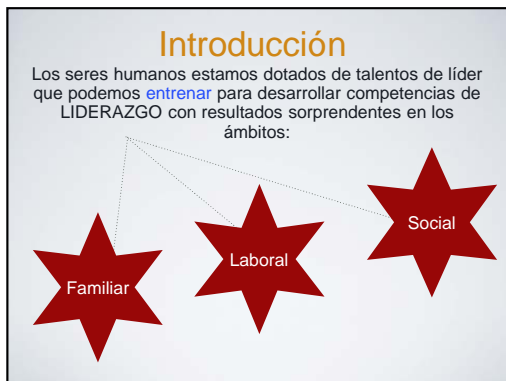 Introducción
Los seres humanos estamos dotados de talentos de líder
que podemos entrenar para desarrollar competencias de
LIDERAZGO con resultados sorprendentes en los
ámbitos:
Familiar
Laboral
Social